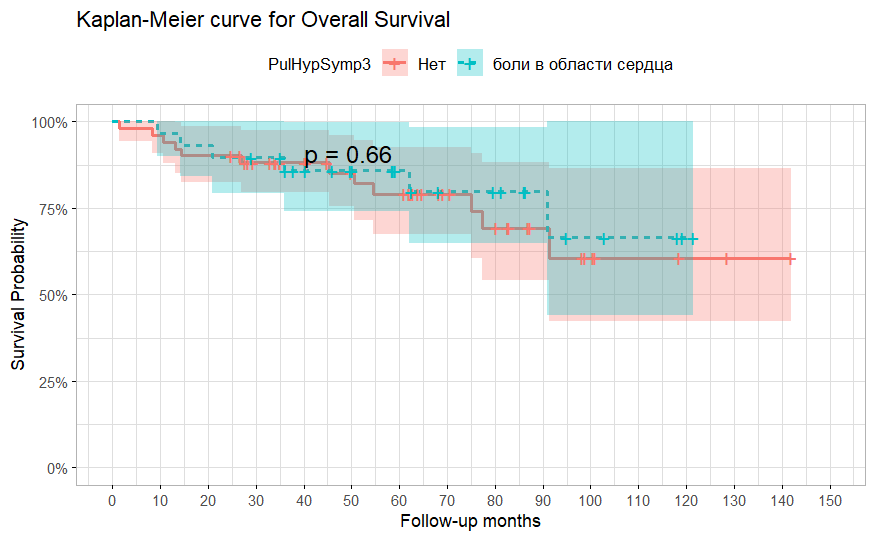 Kaplan-Meier curve for Overall Survival
PulHypSymp3 Нет боли в области сердца
100%
p = 0.66
75%
50%
25%
0%
Survival Probability
0 10 20 30 40 50 60 70 80 90 100 110 120 130 140 150
Follow-up months